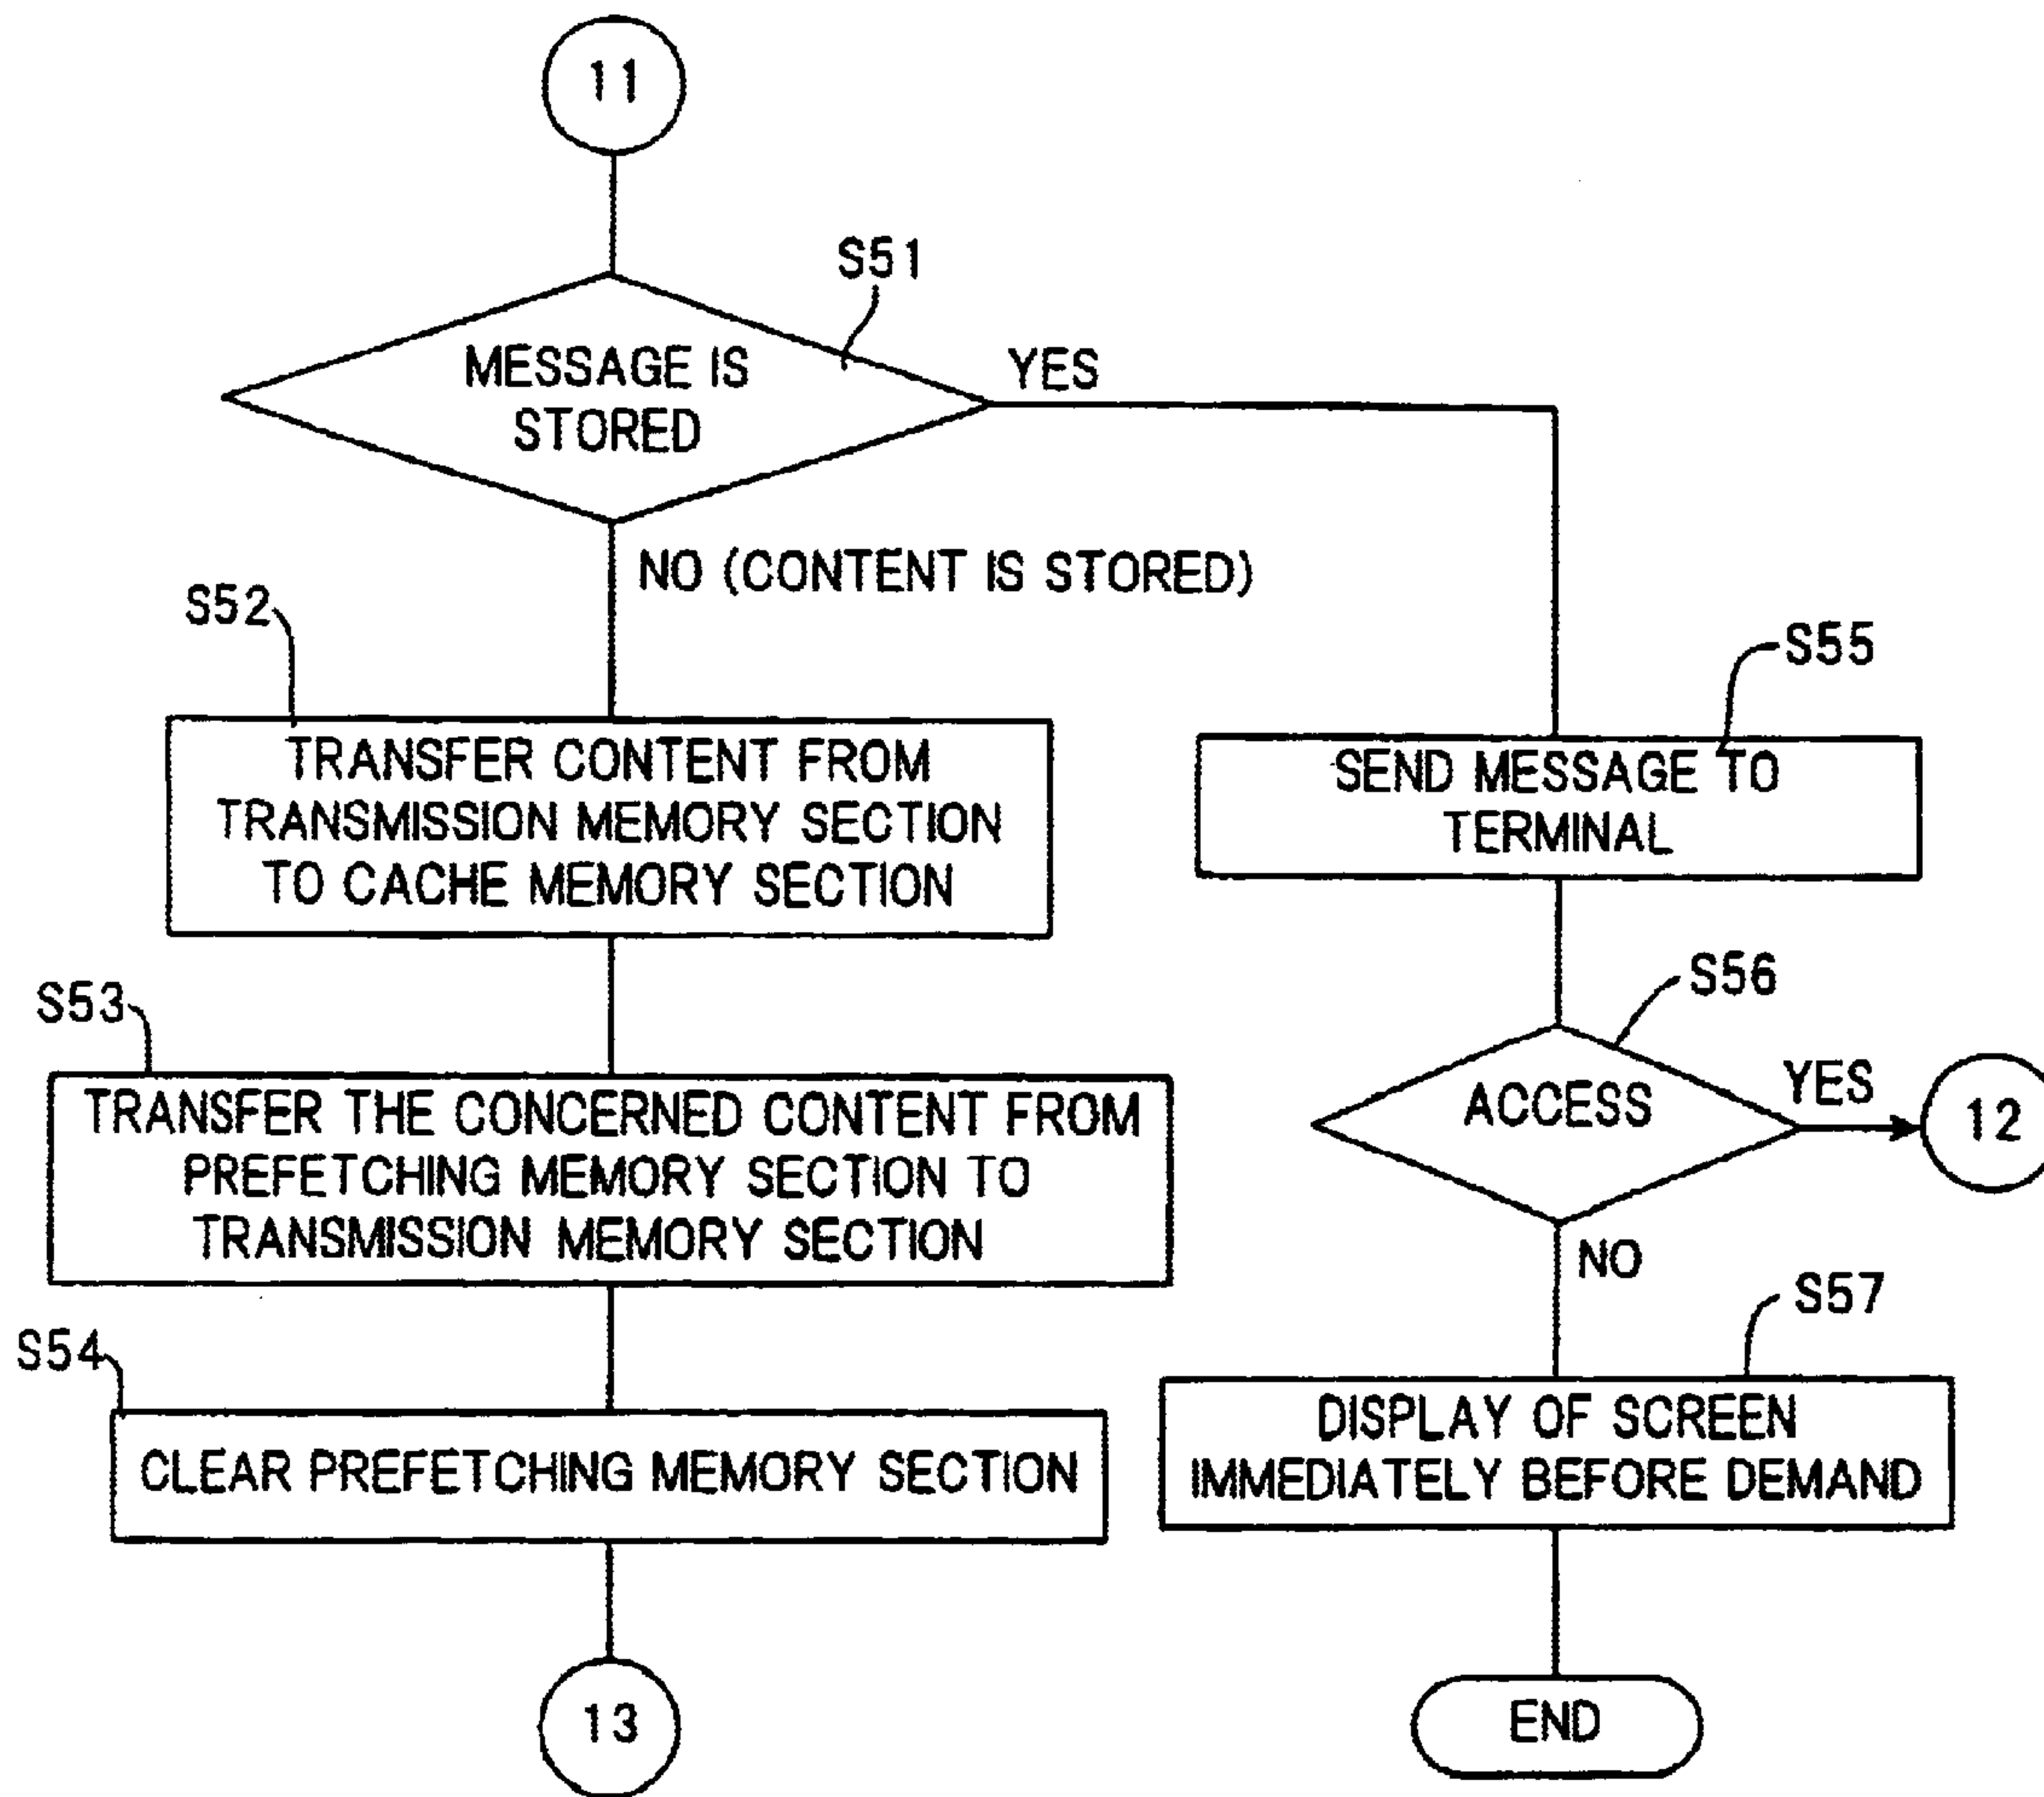 11
S51
MESSAGE IS
STORED
YES
NO (CONTENT IS STORED)
S52
TRANSFER CONTENT FROM
TRANSMISSION MEMORY SECTION
TO CACHE MEMORY SECTION
S53
TRANSFER THE CONCERNED CONTENT FROM
PREFETCHING MEMORY SECTION TO
TRANSMISSION MEMORY SECTION
S54
CLEAR PREFETCHING MEMORY SECTION
13
S55
SEND MESSAGE TO
TERMINAL
S56
ACCESS
YES
12
NO
S57
DISPLAY OF SCREEN
IMMEDIATELY BEFORE DEMAND
END